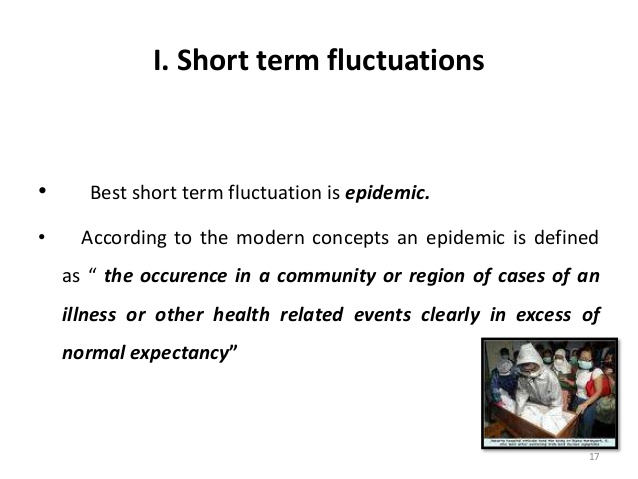 I. Short term fluctuations
• Best short term fluctuation is epidemic.
• According to the modern concepts an epidemic is defined
as “ the occurence in a community or region of cases of an
illness or other health related events clearly in excess of
normal expectancy”
17